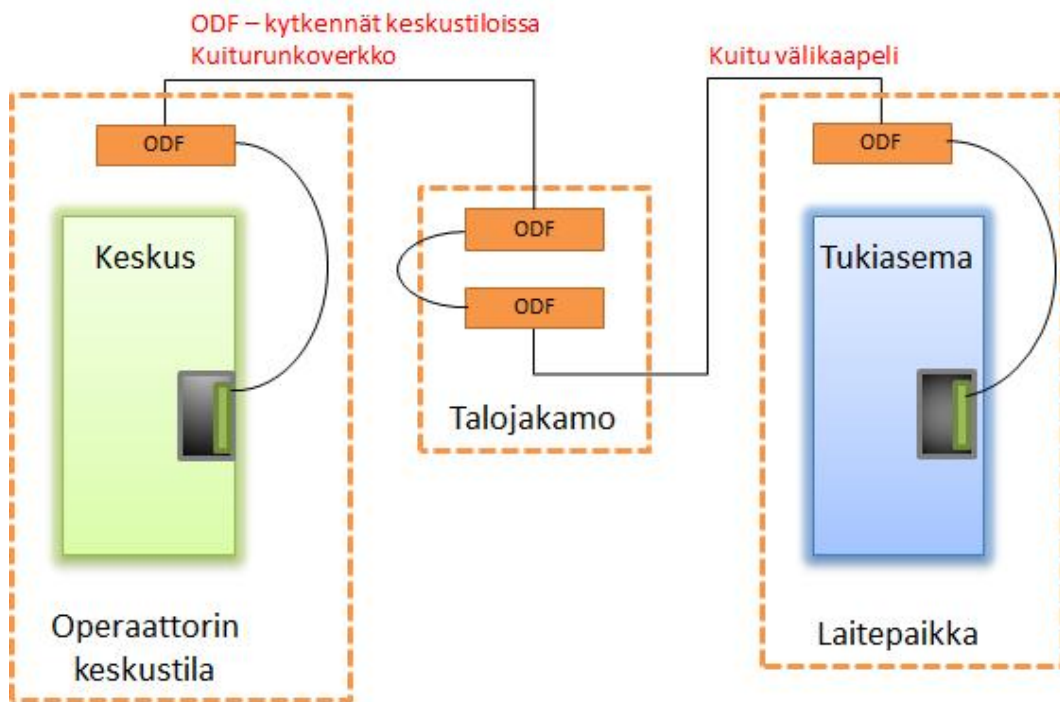 ODF – kytkennät keskustiloissa
Kuiturunkoverkko
Kuitu välikaapeli
ODF
ODF
ODF
ODF
Keskus
Tukiasema
Talojakamo
Operaattorin
keskustila
Laitepaikka